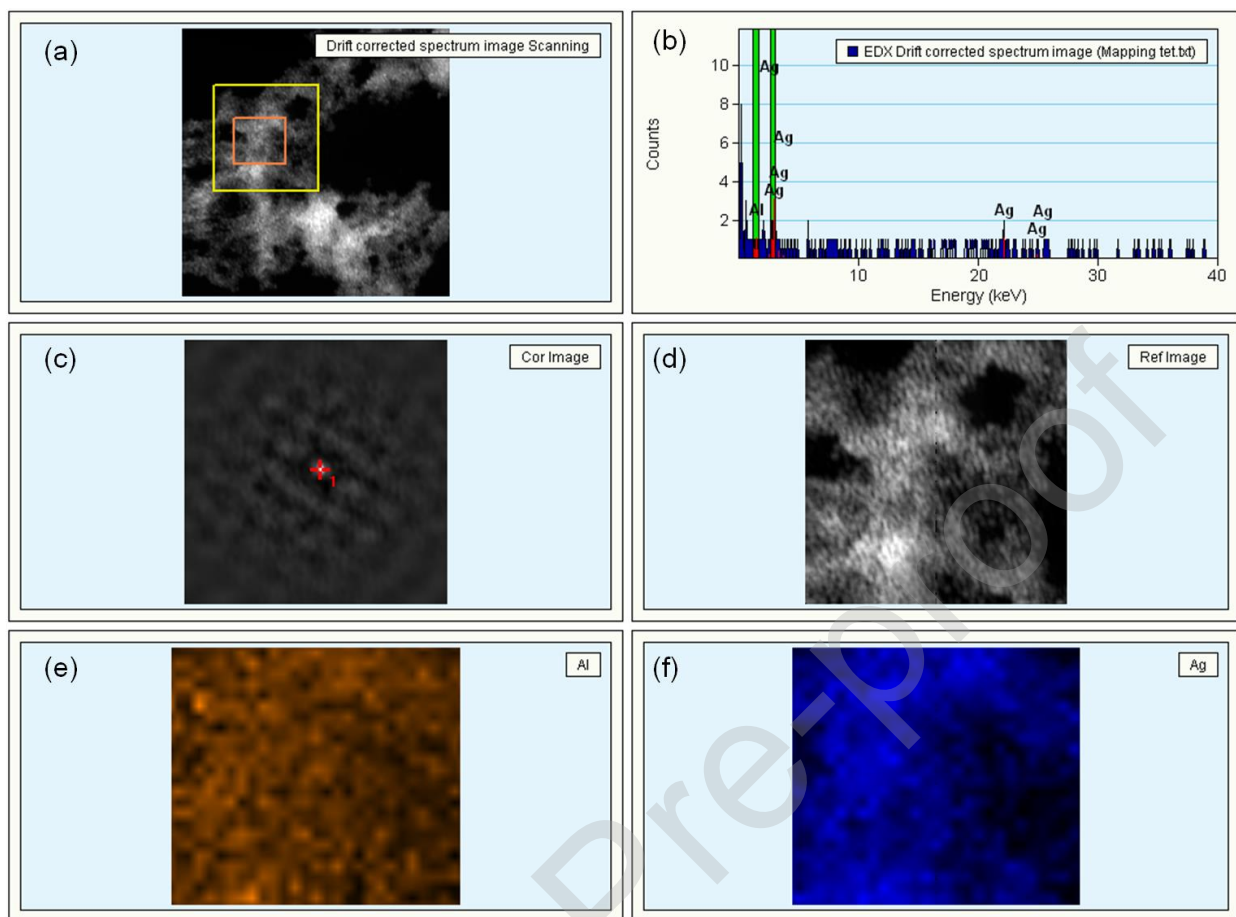 (a)
Drift corrected spectrum image Scanning
(b)
EDX Drift corrected spectrum image (Mapping tet.txt)
Counts
10
8
6
4
2
Ag
Ag
Ag
Ag
Al
Ag
Ag
Ag
10
20
30
40
Energy (keV)
(c)
Cor Image
1
(d)
Ref Image
(e)
Al
(f)
Ag
Pre-proof